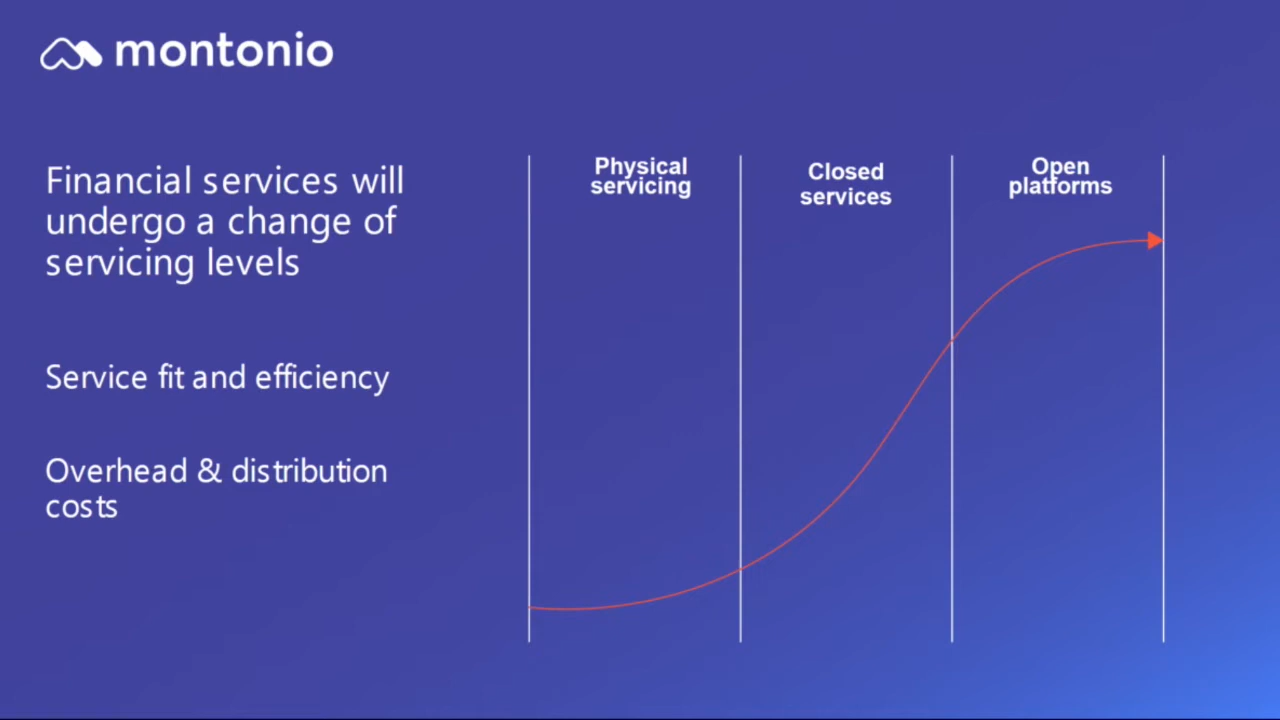 montonio
Financial services will
undergo a change of
servicing levels
Service fit and efficiency
Overhead & distribution
costs
Physical
servicing
Closed
services
Open
platforms